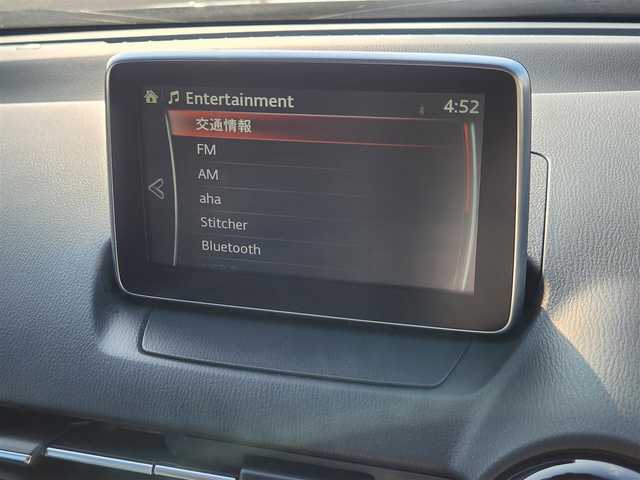 Entertainment 4:52
交通情報
FM
AM
aha
Stitcher
Bluetooth